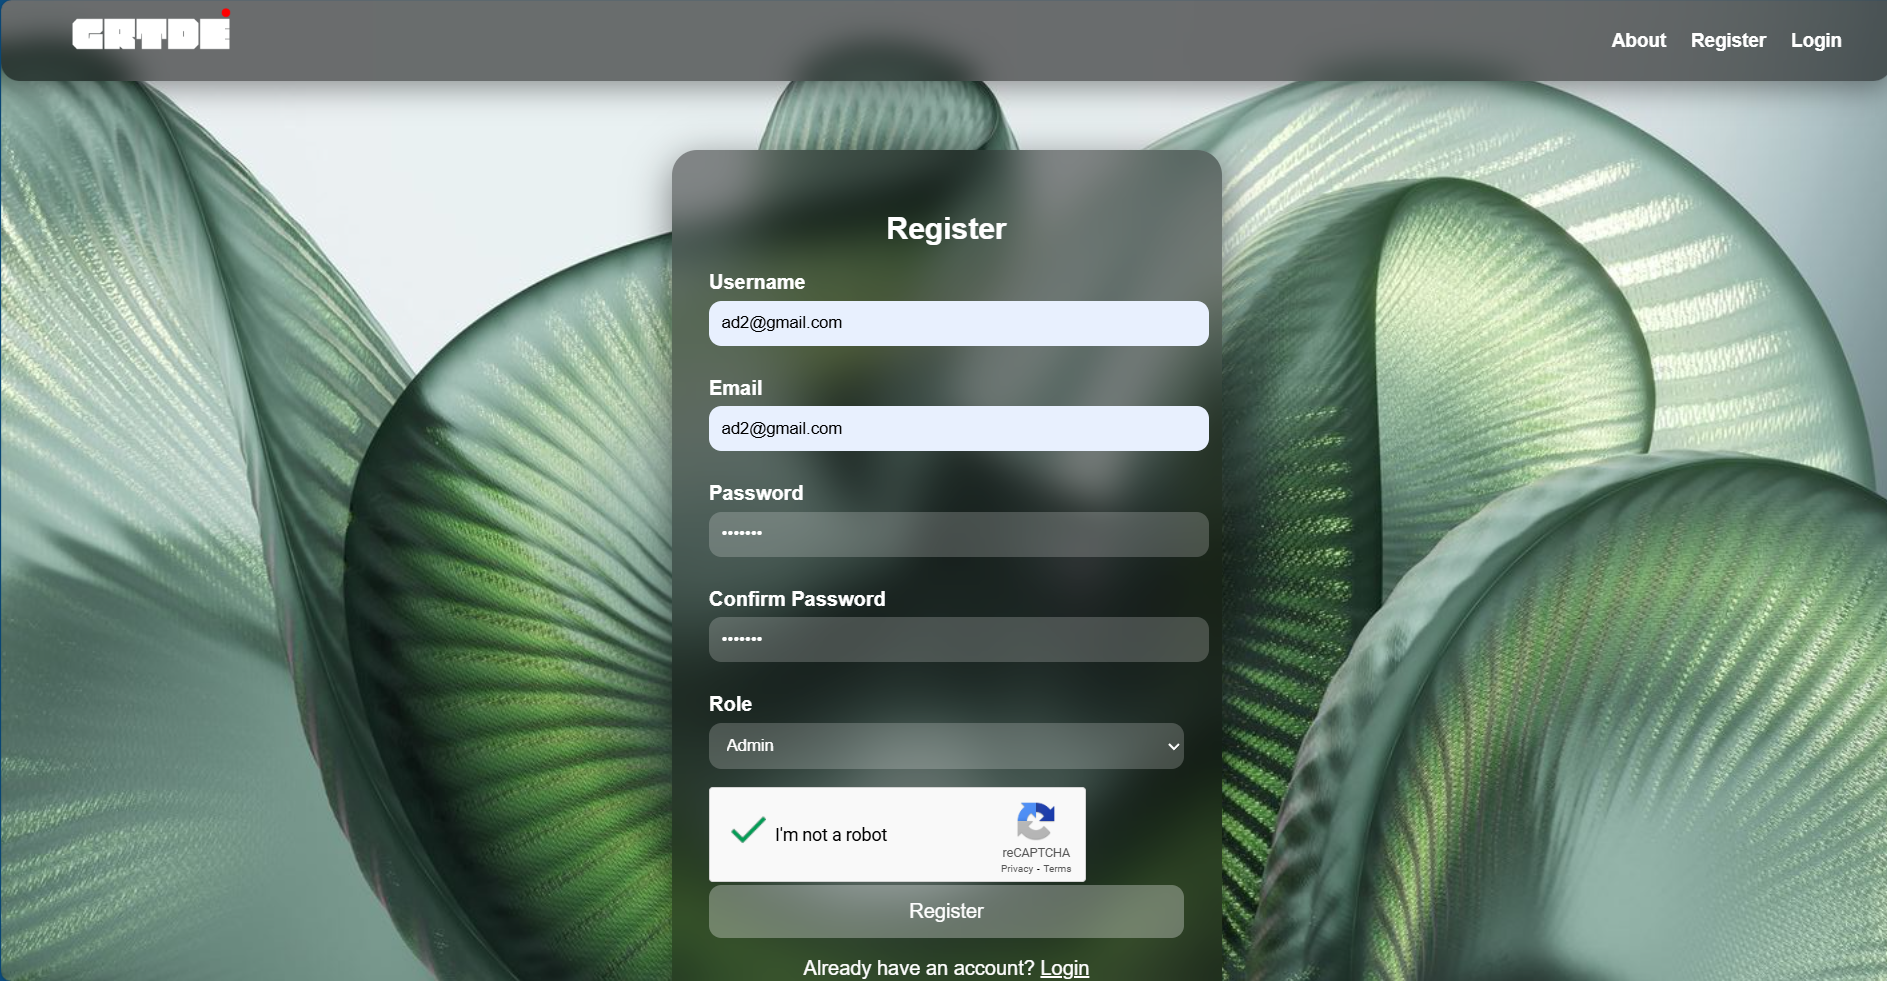 GRTDE
About Register Login
Register
Username
ad2@gmail.com
Email
ad2@gmail.com
Password
•••••••
Confirm Password
•••••••
Role
Admin
I'm not a robot
reCAPTCHA
Privacy - Terms
Register
Already have an account? Login